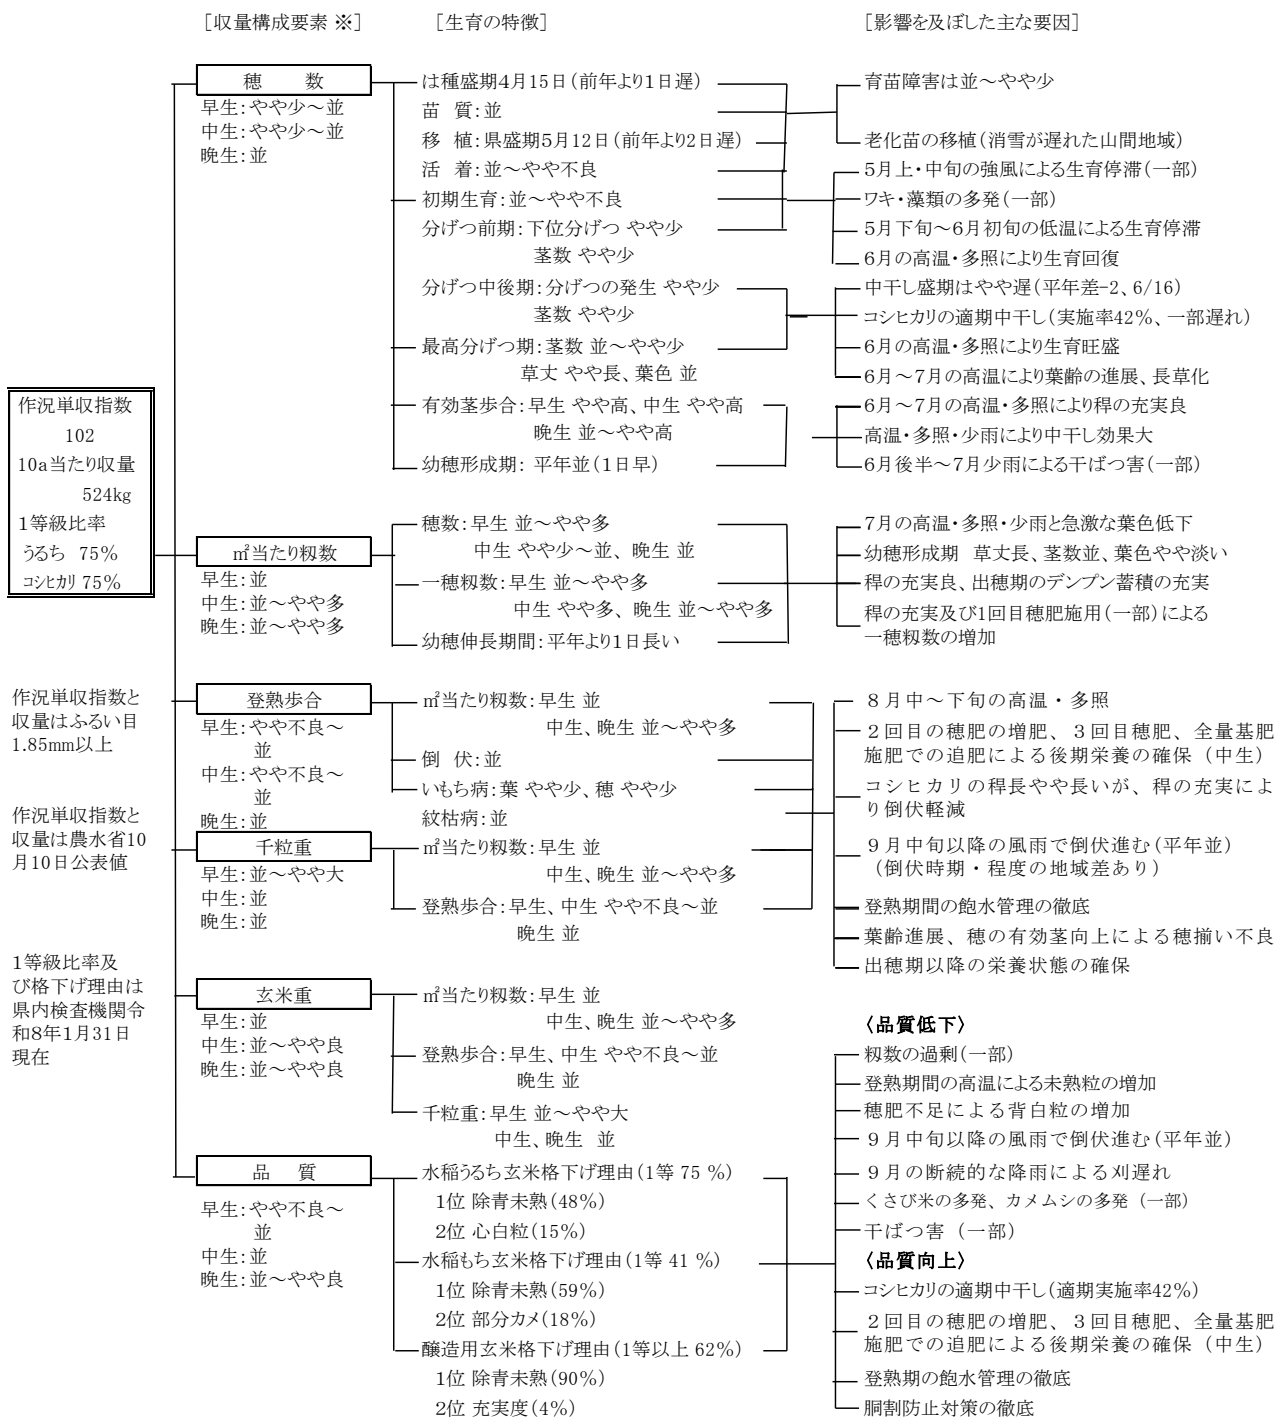 [収量構成要素 ※]
[生育の特徴]
[影響を及ぼした主な要因]
作況単収指数
102
10a当たり収量
524kg
1等級比率
うるち 75%
コシヒカリ 75%
作況単収指数と
収量はふるい目
1.85mm以上
作況単収指数と
収量は農水省10
月10日公表値
1等級比率及
び格下げ理由は
県内検査機関令
和8年1月31日
現在
穂 数
早生:やや少～並
中生:やや少～並
晩生:並
は種盛期4月15日(前年より1日遅)
苗 質:並
移 植:県盛期5月12日(前年より2日遅)
活 着:並～やや不良
初期生育:並～やや不良
分げつ前期:下位分げつ やや少
茎数 やや少
分げつ中後期:分げつの発生 やや少
茎数 やや少
最高分げつ期:茎数 並～やや少
草丈 やや長、葉色 並
有効茎歩合:早生 やや高、中生 やや高
晩生 並～やや高
幼穂形成期: 平年並(1日早)
育苗障害は並～やや少
老化苗の移植(消雪が遅れた山間地域)
5月上・中旬の強風による生育停滞(一部)
ワキ・藻類の多発(一部)
5月下旬～6月初旬の低温による生育停滞
6月の高温・多照により生育回復
中干し盛期はやや遅(平年差-2、6/16)
コシヒカリの適期中干し(実施率42%、一部遅れ)
6月の高温・多照により生育旺盛
6月～7月の高温により葉齢の進展、長草化
6月～7月の高温・多照により稈の充実良
高温・多照・少雨により中干し効果大
6月後半～7月少雨による干ばつ害(一部)
㎡当たり籾数
早生:並
中生:並～やや多
晩生:並～やや多
穂数:早生 並～やや多
中生 やや少～並、晩生 並
一穂籾数:早生 並～やや多
中生 やや多、晩生 並～やや多
幼穂伸長期間:平年より1日長い
7月の高温・多照・少雨と急激な葉色低下
幼穂形成期 草丈長、茎数並、葉色やや淡い
稈の充実良、出穂期のデンプン蓄積の充実
稈の充実及び1回目穂肥施用(一部)による
一穂籾数の増加
登熟歩合
早生:やや不良～
並
中生:やや不良～
並
晩生:並
㎡当たり籾数:早生 並
中生、晩生 並～やや多
倒 伏:並
いもち病:葉 やや少、穂 やや少
紋枯病:並
千粒重
早生:並～やや大
中生:並
晩生:並
㎡当たり籾数:早生 並
中生、晩生 並～やや多
登熟歩合:早生、中生 やや不良～並
晩生 並
８月中～下旬の高温・多照
２回目の穂肥の増肥、３回目穂肥、全量基肥
施肥での追肥による後期栄養の確保（中生）
コシヒカリの稈長やや長いが、稈の充実によ
り倒伏軽減
９月中旬以降の風雨で倒伏進む(平年並)
（倒伏時期・程度の地域差あり）
登熟期間の飽水管理の徹底
葉齢進展、穂の有効茎向上による穂揃い不良
出穂期以降の栄養状態の確保
玄米重
早生:並
中生:並～やや良
晩生:並～やや良
㎡当たり籾数:早生 並
中生、晩生 並～やや多
登熟歩合:早生、中生 やや不良～並
晩生 並
千粒重:早生 並～やや大
中生、晩生 並
品 質
早生:やや不良～
並
中生:並
晩生:並～やや良
水稲うるち玄米格下げ理由(1等 75 %)
1位 除青未熟(48%)
2位 心白粒(15%)
水稲もち玄米格下げ理由(1等 41 %)
1位 除青未熟(59%)
2位 部分カメ(18%)
醸造用玄米格下げ理由(1等以上 62%)
1位 除青未熟(90%)
2位 充実度(4%)
〈品質低下〉
籾数の過剰(一部)
登熟期間の高温による未熟粒の増加
穂肥不足による背白粒の増加
９月中旬以降の風雨で倒伏進む(平年並)
９月の断続的な降雨による刈遅れ
くさび米の多発、カメムシの多発（一部）
干ばつ害（一部）
〈品質向上〉
コシヒカリの適期中干し(適期実施率42%)
２回目の穂肥の増肥、３回目穂肥、全量基肥
施肥での追肥による後期栄養の確保（中生）
登熟期の飽水管理の徹底
胴割防止対策の徹底